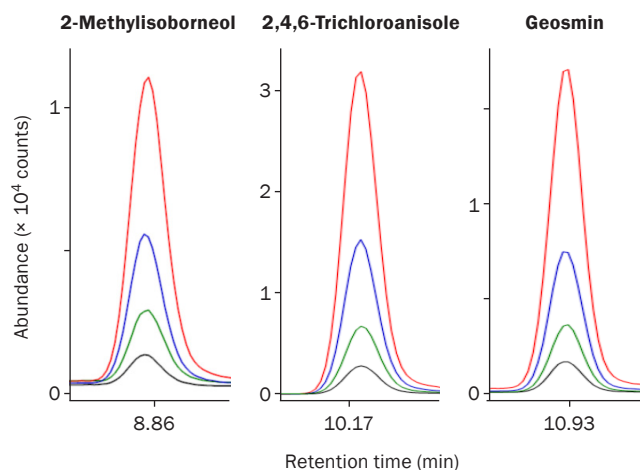 2-Methylisoborneol
2,4,6-Trichloroanisole
Geosmin
Abundance (× 10⁴ counts)
1
0
3
2
1
0
1
0
8.86
10.17
10.93
Retention time (min)